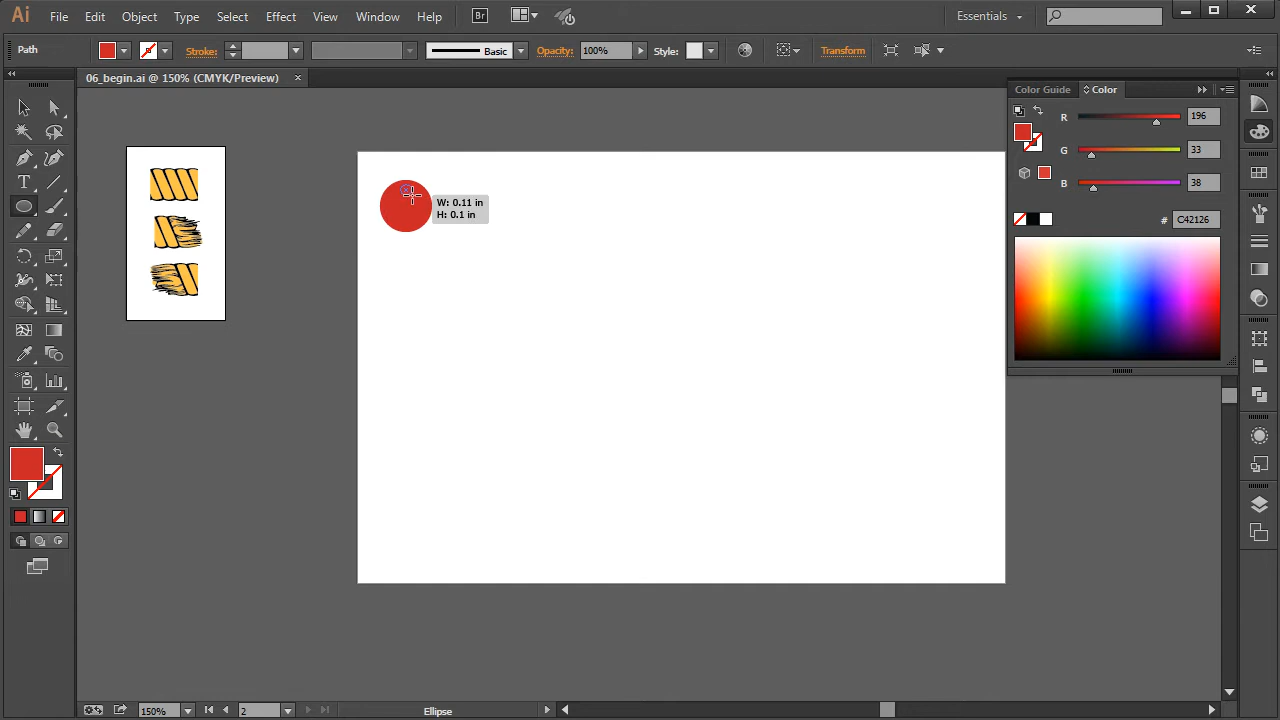 Ai File Edit Object Type Select Effect View Window Help Br Essentials
Path Stroke: Basic Opacity: 100% Style: Transform
06_begin.ai @ 150% (CMYK/Preview) ×
Color Guide Color
R 196
G 33
B 38
# C42126
W: 0.11 in
H: 0.1 in
T
150% 2 Ellipse